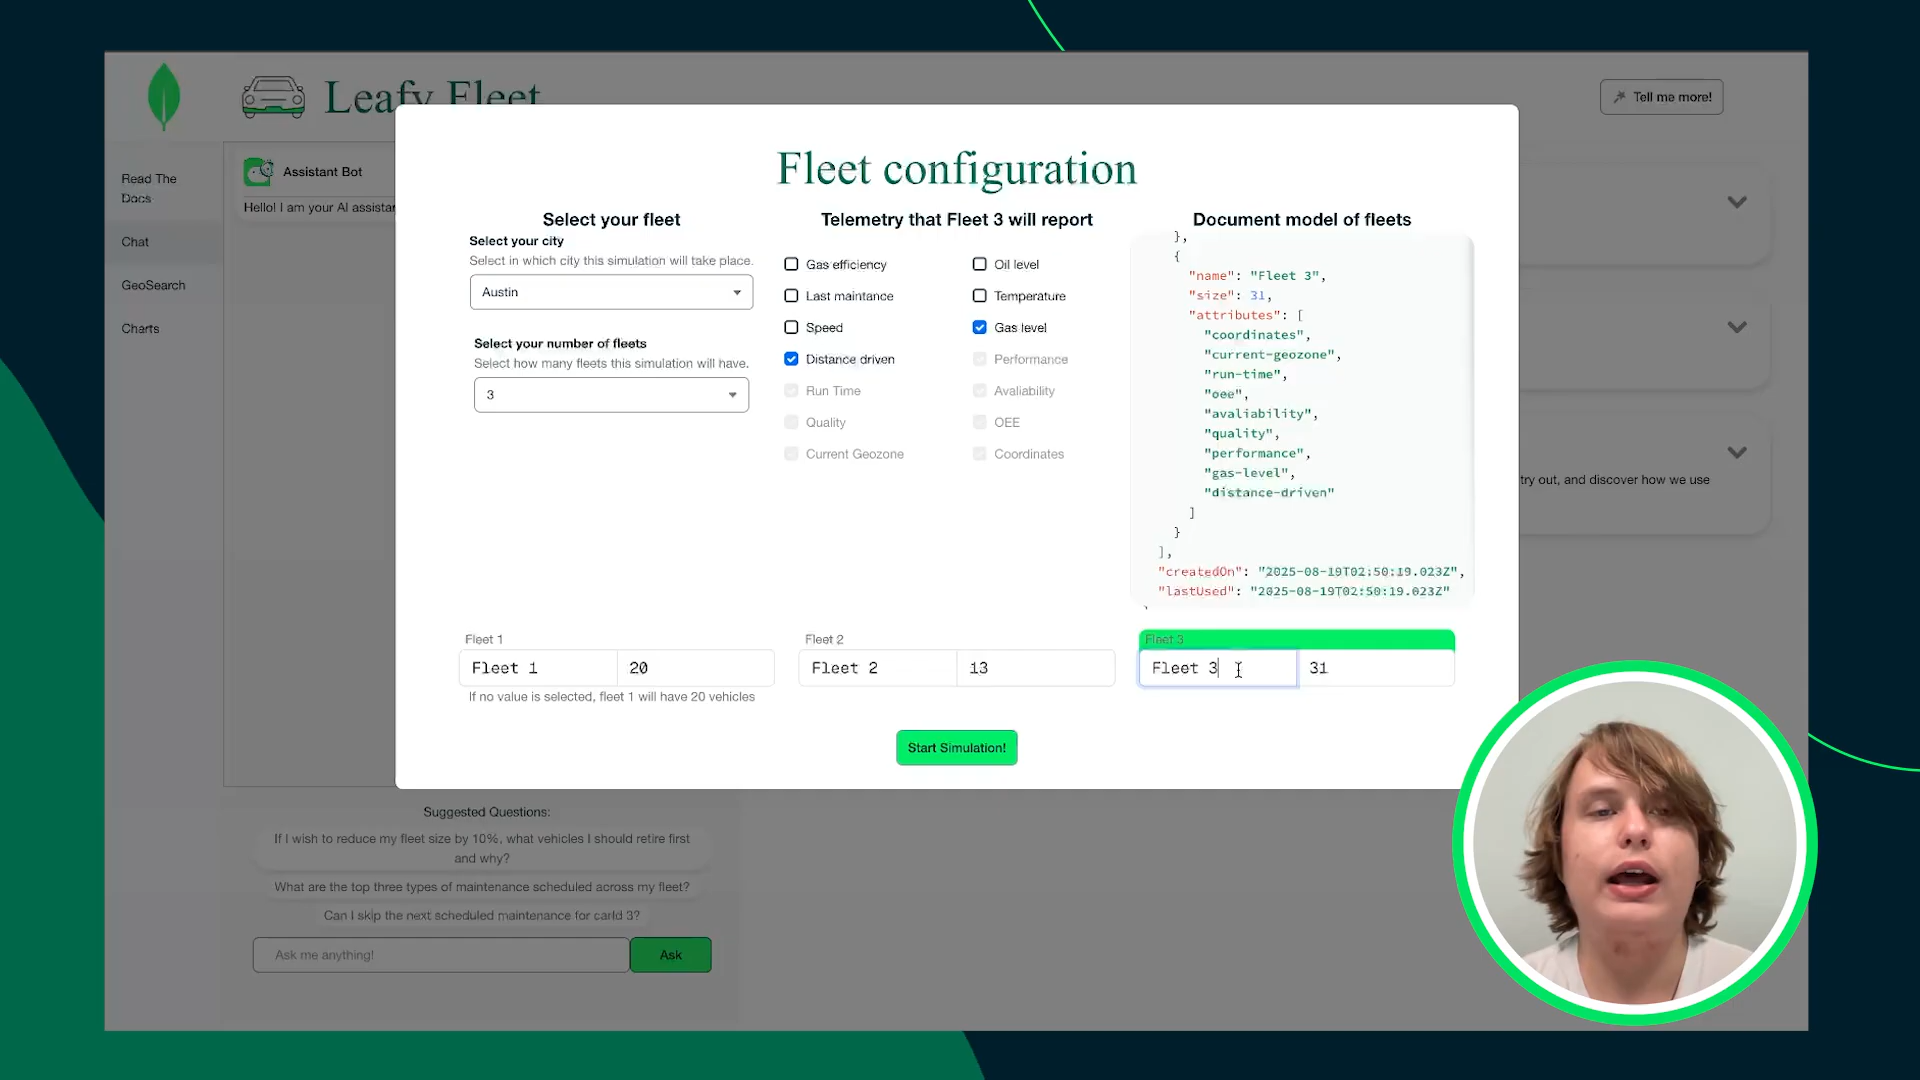 Leafy Fleet
Tell me more!
Read The
Docs
Chat
GeoSearch
Charts
Assistant Bot
Hello! I am your AI assistan
Fleet configuration
Select your fleet
Select your city
Select in which city this simulation will take place.
Austin
Select your number of fleets
Select how many fleets this simulation will have.
3
Telemetry that Fleet 3 will report
Gas efficiency
Oil level
Last maintance
Temperature
Speed
Gas level
Distance driven
Performance
Run Time
Avaliability
Quality
OEE
Current Geozone
Coordinates
Document model of fleets
},
{
"name": "Fleet 3",
"size": 31,
"attributes": [
"coordinates",
"current-geozone",
"run-time",
"oee",
"avaliability",
"quality",
"performance",
"gas-level",
"distance-driven"
]
}
],
"createdOn": "2025-08-19T02:50:19.023Z",
"lastUsed": "2025-08-19T02:50:19.023Z"
try out, and discover how we use
Fleet 1
Fleet 1 20
If no value is selected, fleet 1 will have 20 vehicles
Fleet 2
Fleet 2 13
Fleet 3
Fleet 3 31
Start Simulation!
Suggested Questions:
If I wish to reduce my fleet size by 10%, what vehicles I should retire first
and why?
What are the top three types of maintenance scheduled across my fleet?
Can I skip the next scheduled maintenance for carId 3?
Ask me anything!
Ask